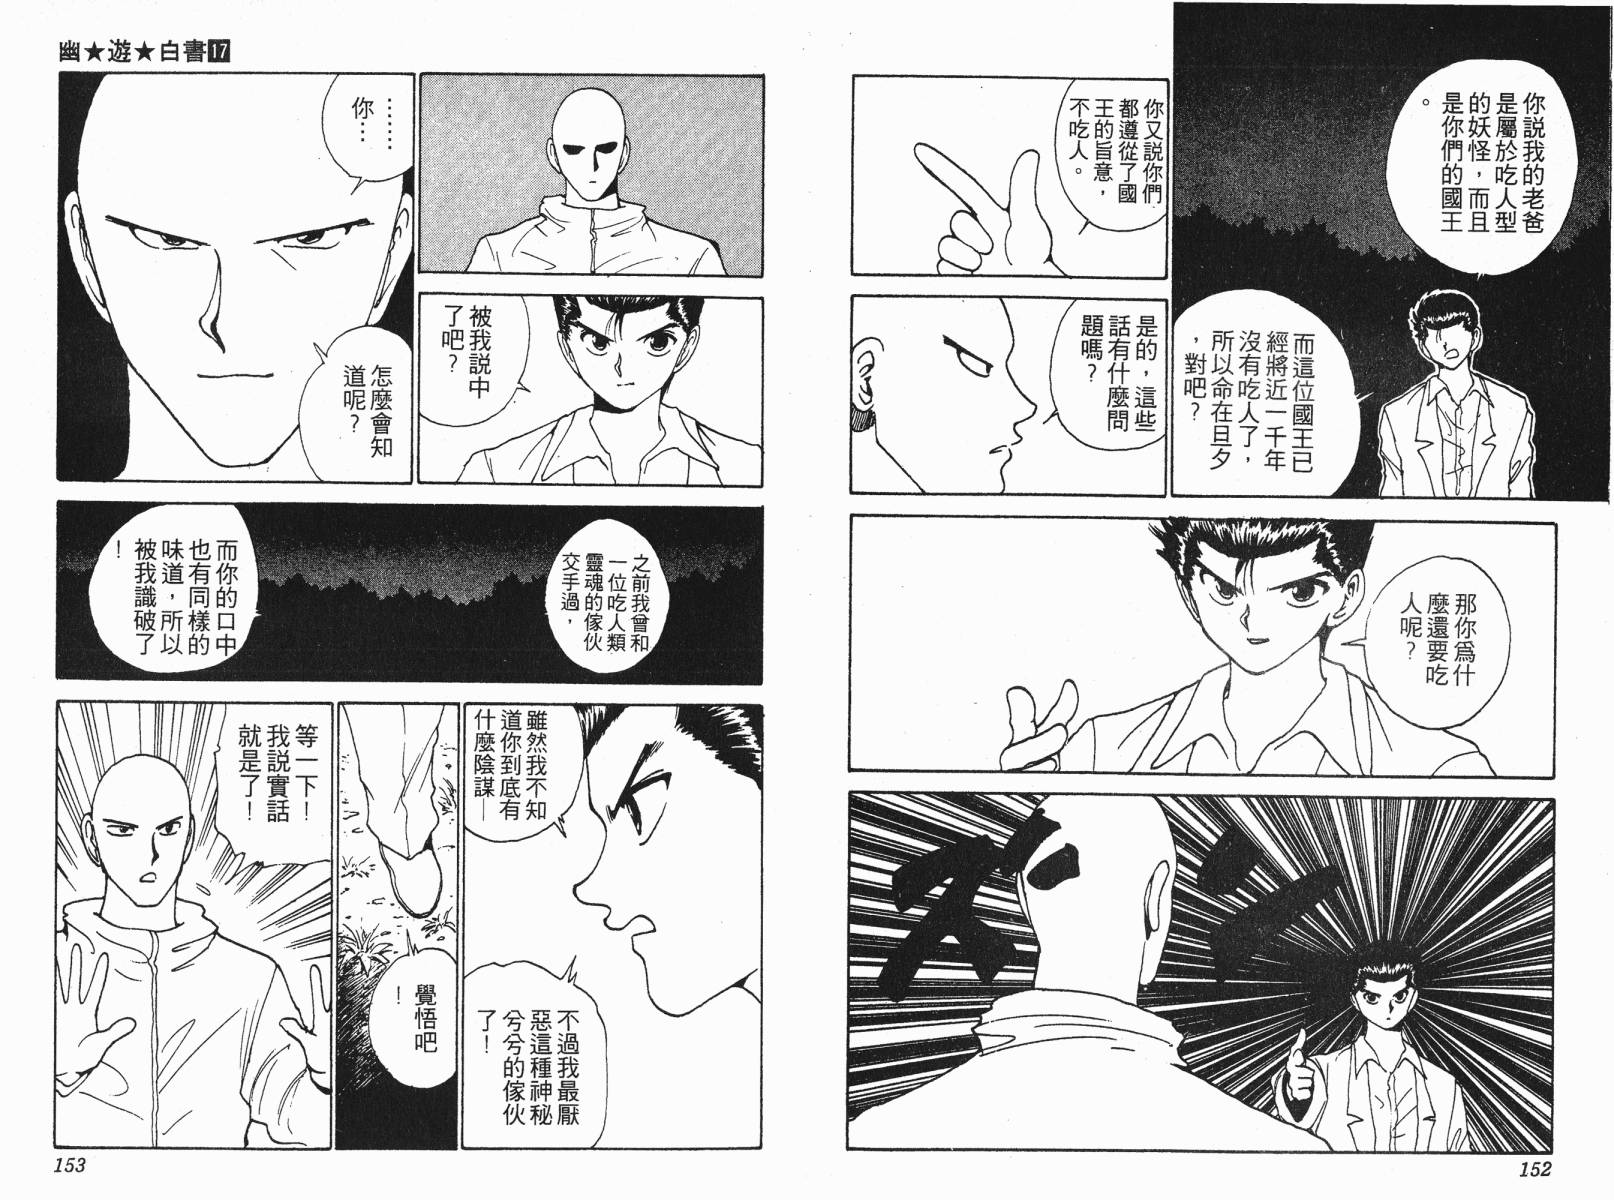 你說我的老爸
是屬於吃人型
的妖怪，而且
是你們的國王
。
而這位國王已
經將近一千年
沒有吃人了，
所以命在旦夕
，對吧？
你又說你們
都遵從了國
王的旨意，
不吃人。
是的，這些
話有什麼問
題嗎？
那你爲什
麼還要吃
人呢？
152
幽★遊★白書17
被我說中
了吧？
……
你…
怎麼會知
道呢？
之前我曾和
一位吃人類
靈魂的傢伙
交手過，
而你的口中
也有同樣的
味道，所以
被我識破了
！
雖然我不知
道你到底有
什麼陰謀—
不過我最厭
惡這種神秘
兮兮的傢伙
了！
覺悟吧
！
等一下！
我說實話
就是了！
153